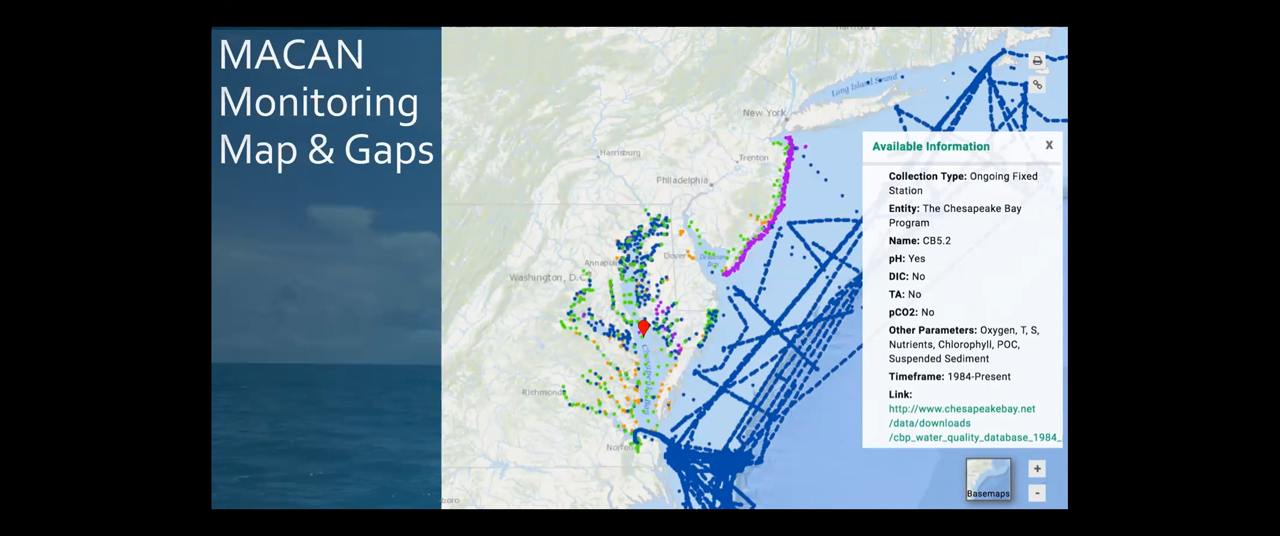 MACAN
Monitoring
Map & Gaps
Long Island Sound
New York
Harrisburg
Trenton
Philadelphia
Dover
Annapolis
Washington, D.C.
Richmond
Norfolk
boro
Available Information
X
Collection Type: Ongoing Fixed
Station
Entity: The Chesapeake Bay
Program
Name: CB5.2
pH: Yes
DIC: No
TA: No
pCO2: No
Other Parameters: Oxygen, T, S,
Nutrients, Chlorophyll, POC,
Suspended Sediment
Timeframe: 1984-Present
Link:
http://www.chesapeakebay.net
/data/downloads
/cbp_water_quality_database_1984_
Basemaps
+
-